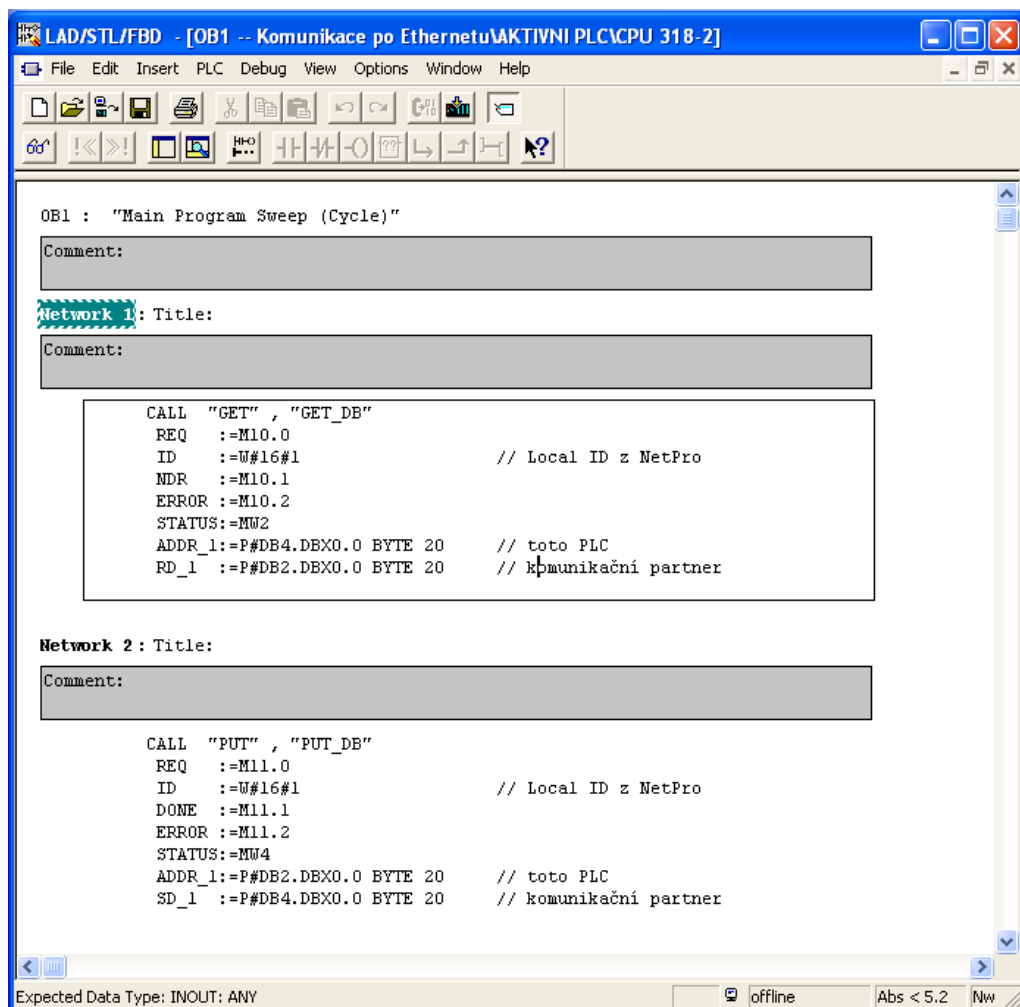 LAD/STL/FBD - [OB1 -- Komunikace po Ethernetu\AKTIVNI PLC\CPU 318-2]
File Edit Insert PLC Debug View Options Window Help
OB1 : "Main Program Sweep (Cycle)"
Comment:
Network 1: Title:
Comment:
CALL "GET" , "GET_DB"
REQ :=M10.0
ID :=W#16#1 // Local ID z NetPro
NDR :=M10.1
ERROR :=M10.2
STATUS:=MW2
ADDR_1:=P#DB4.DBX0.0 BYTE 20 // toto PLC
RD_1 :=P#DB2.DBX0.0 BYTE 20 // komunikační partner
Network 2 : Title:
Comment:
CALL "PUT" , "PUT_DB"
REQ :=M11.0
ID :=W#16#1 // Local ID z NetPro
DONE :=M11.1
ERROR :=M11.2
STATUS:=MW4
ADDR_1:=P#DB2.DBX0.0 BYTE 20 // toto PLC
SD_1 :=P#DB4.DBX0.0 BYTE 20 // komunikační partner
Expected Data Type: INOUT: ANY offline Abs < 5.2 Nw